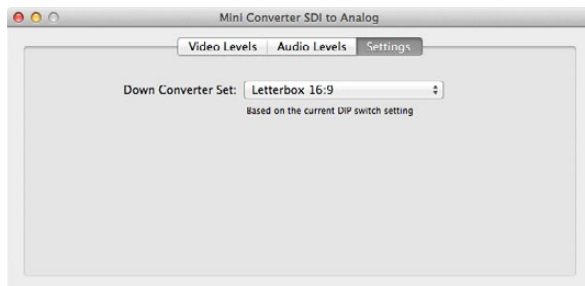 Mini Converter SDI to Analog
Video Levels Audio Levels Settings
Down Converter Set: Letterbox 16:9
Based on the current DIP switch setting